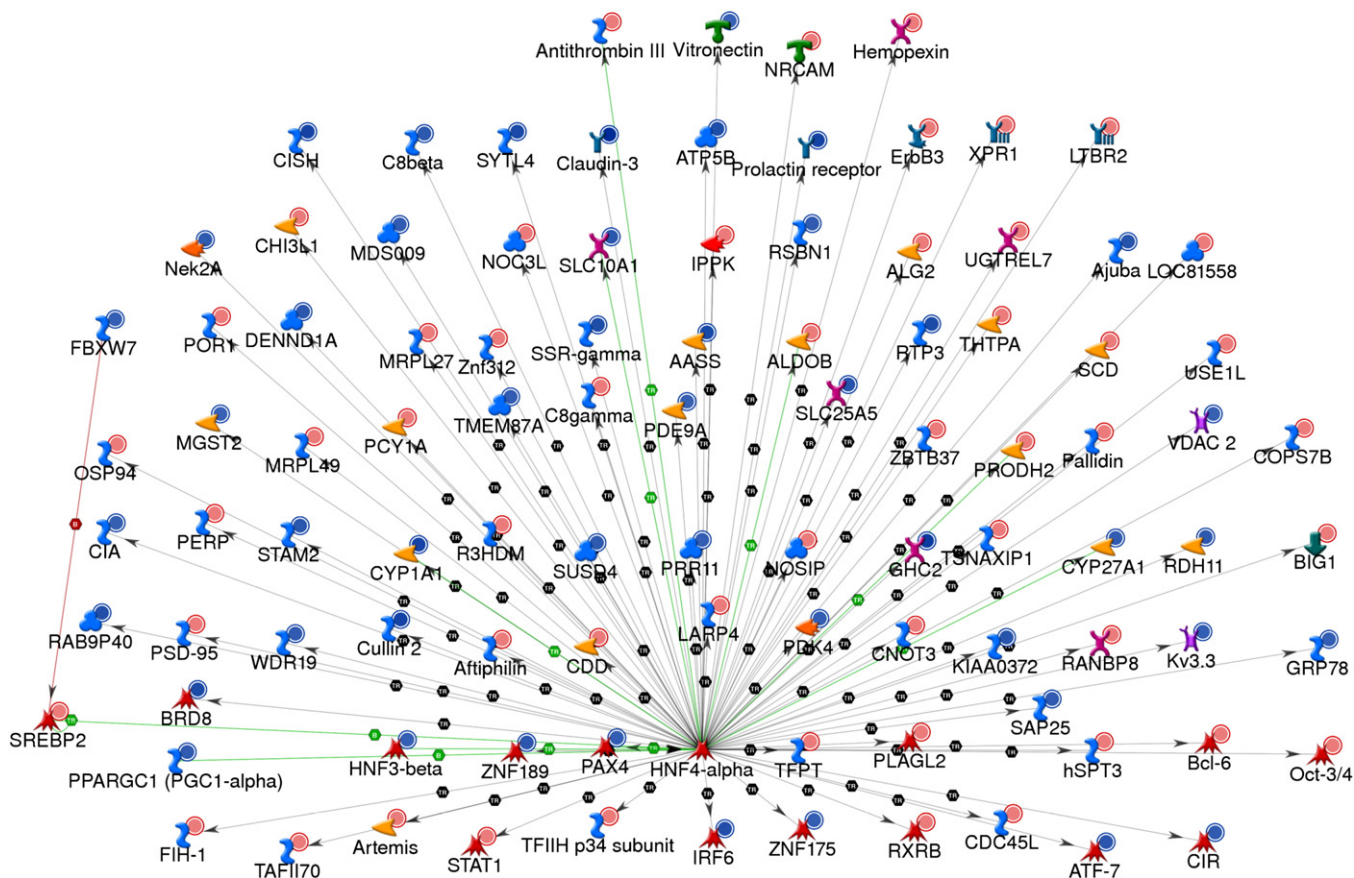 Antithrombin III
Vitronectin
NRCAM
Hemopexin
CISH
C8beta
SYTL4
Claudin-3
ATP5B
Prolactin receptor
ErbB3
XPR1
LTBR2
Nek2A
CHI3L1
MDS009
NOC3L
SLC10A1
IPPK
RSBN1
ALG2
UGTREL7
Ajuba
LOC81558
FBXW7
POR1
DENND1A
MRPL27
Znf312
SSR-gamma
AASS
ALDOB
RTP3
THTPA
SCD
USE1L
MGST2
MRPL49
PCY1A
TMEM87A
C8gamma
PDE9A
SLC25A5
ZBTB37
PRODH2
Pallidin
VDAC 2
COPS7B
OSP94
CIA
PERP
STAM2
CYP1A1
R3HDM
SUSD4
PRR11
NOSIP
GHC2
TSNAXIP1
CYP27A1
RDH11
BIG1
RAB9P40
PSD-95
WDR19
Cullin 2
Aftiphilin
CDD
LARP4
PDK4
CNOT3
KIAA0372
RANBP8
Kv3.3
GRP78
SREBP2
BRD8
SAP25
PPARGC1 (PGC1-alpha)
HNF3-beta
ZNF189
PAX4
HNF4-alpha
TFPT
PLAGL2
hSPT3
Bcl-6
Oct-3/4
FIH-1
TAFII70
Artemis
STAT1
TFIIH p34 subunit
IRF6
ZNF175
RXRB
CDC45L
ATF-7
CIR